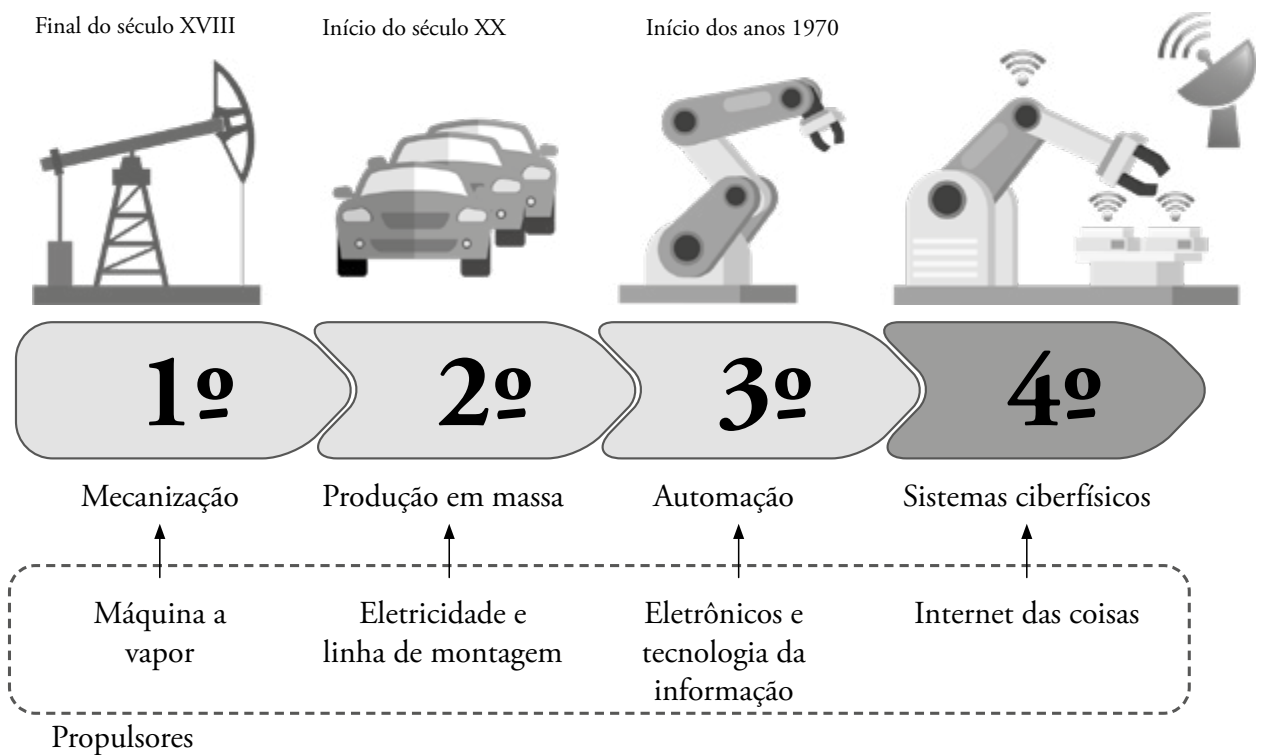 Final do século XVIII
Início do século XX
Início dos anos 1970
1º
2º
3º
4º
Mecanização
Produção em massa
Automação
Sistemas ciberfísicos
Máquina a
vapor
Eletricidade e
linha de montagem
Eletrônicos e
tecnologia da
informação
Internet das coisas
Propulsores